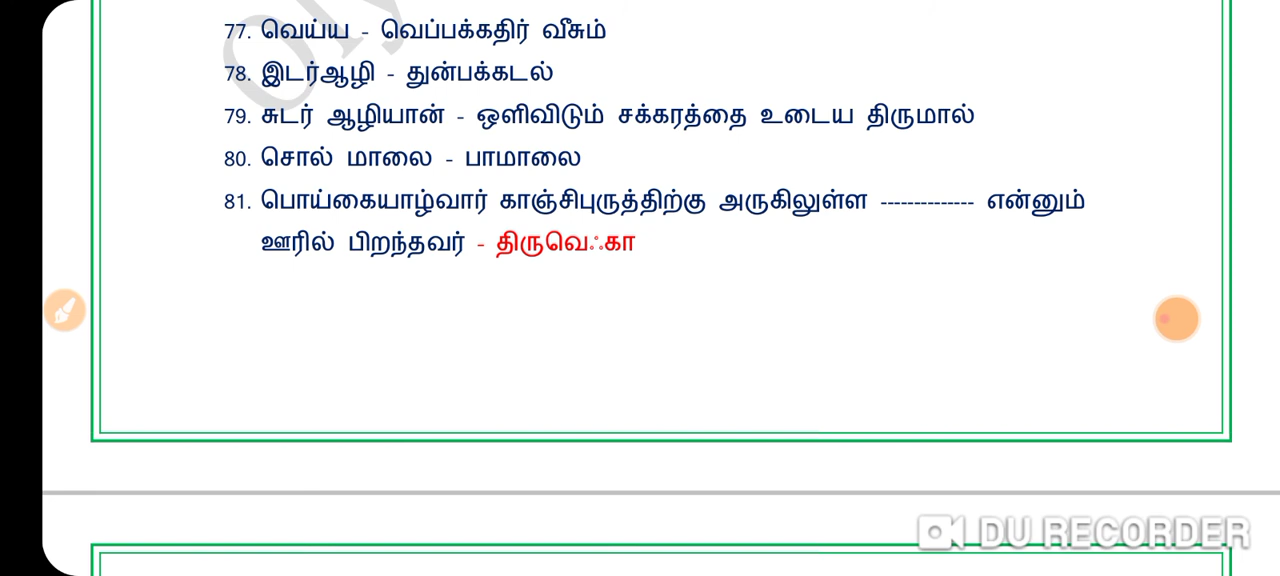 77. வெய்ய - வெப்பக்கதிர் வீசும்
78. இடர்ஆழி - துன்பக்கடல்
79. சுடர் ஆழியான் - ஒளிவிடும் சக்கரத்தை உடைய திருமால்
80. சொல் மாலை - பாமாலை
81. பொய்கையாழ்வார் காஞ்சிபுருத்திற்கு அருகிலுள்ள -------------- என்னும்
ஊரில் பிறந்தவர் - திருவெஃகா
DU RECORDER